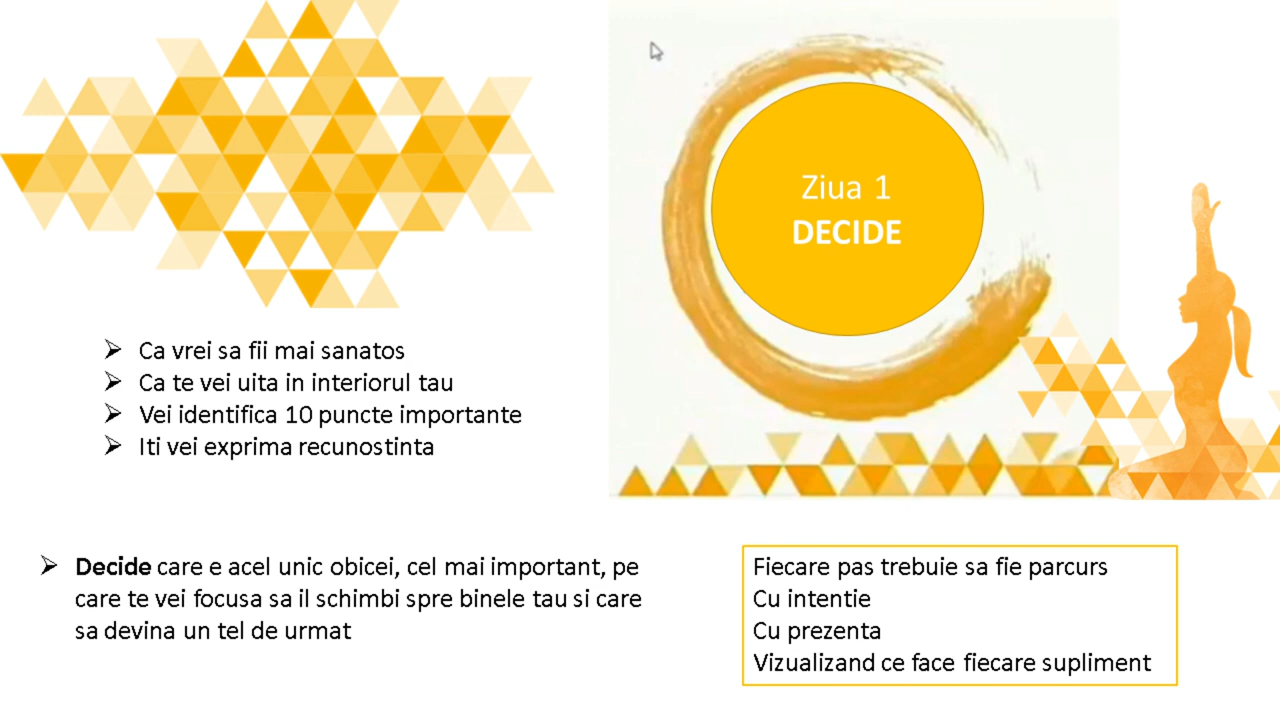 Ziua 1
DECIDE
Ca vrei sa fii mai sanatos
Ca te vei uita in interiorul tau
Vei identifica 10 puncte importante
Iti vei exprima recunostinta
Decide care e acel unic obicei, cel mai important, pe
care te vei focusa sa il schimbi spre binele tau si care
sa devina un tel de urmat
Fiecare pas trebuie sa fie parcurs
Cu intentie
Cu prezenta
Vizualizand ce face fiecare supliment